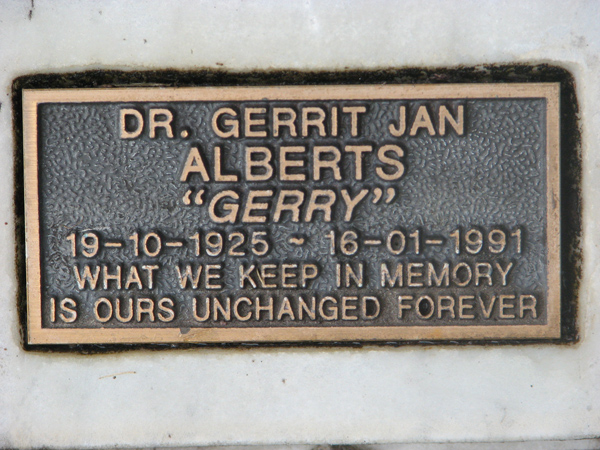 DR. GERRIT JAN
ALBERTS
"GERRY"
19-10-1925 ~ 16-01-1991
WHAT WE KEEP IN MEMORY
IS OURS UNCHANGED FOREVER